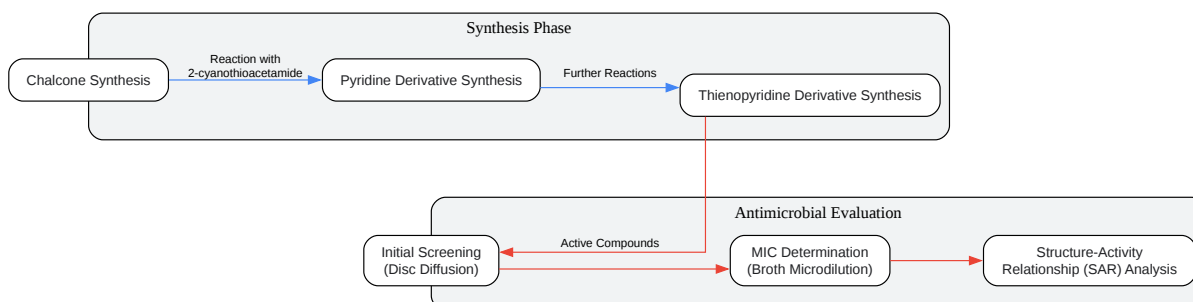 Synthesis Phase
Reaction with
2-cyanothioacetamide
Chalcone Synthesis
Pyridine Derivative Synthesis
Further Reactions
Thienopyridine Derivative Synthesis
Antimicrobial Evaluation
Initial Screening
(Disc Diffusion)
Active Compounds
MIC Determination
(Broth Microdilution)
Structure-Activity
Relationship (SAR) Analysis